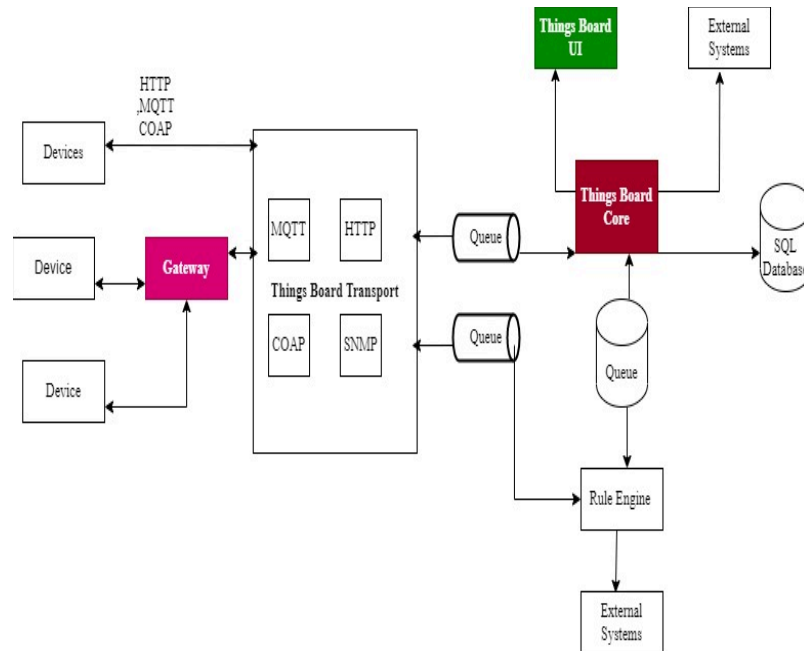 Things Board
UI
External
Systems
HTTP
,MQTT
COAP
Devices
Things Board
Core
MQTT
HTTP
Queue
SQL
Database
Device
Gateway
Things Board Transport
COAP
SNMP
Queue
Queue
Device
Rule Engine
External
Systems